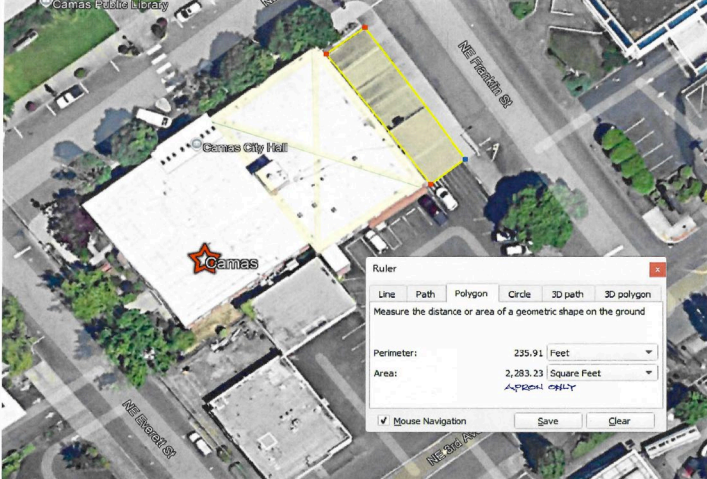 Camas Public Library
NE Franklin St
Camas City Hall
Camas
NE Everett St
NE 3rd Av
Ruler
x
Line
Path
Polygon
Circle
3D path
3D polygon
Measure the distance or area of a geometric shape on the ground
Perimeter: 235.91 Feet
Area: 2,283.23 Square Feet
APRON ONLY
Mouse Navigation
Save
Clear